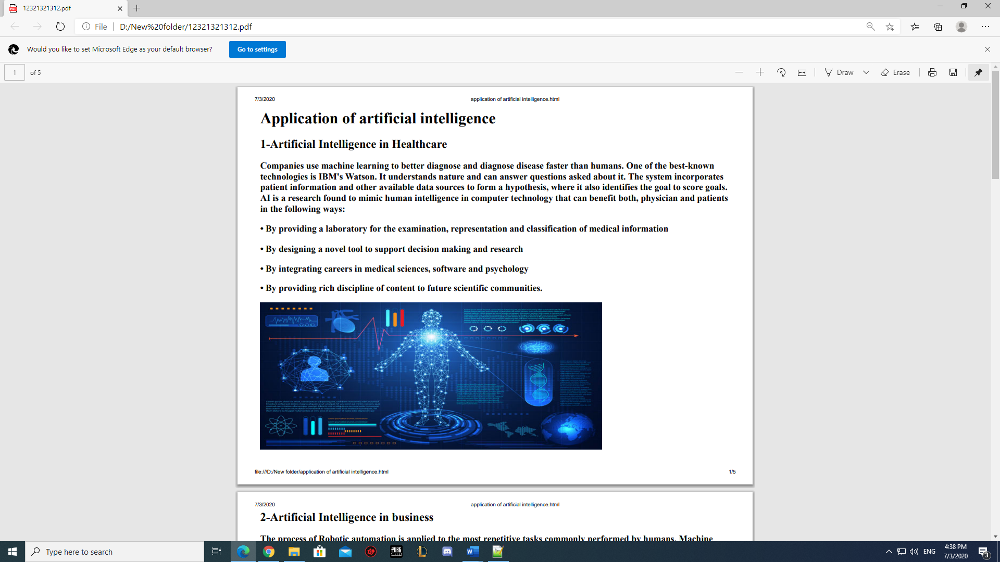 12321321312.pdf
File
D:/New%20folder/12321321312.pdf
Would you like to set Microsoft Edge as your default browser?
Go to settings
1 of 5
Draw
Erase
7/3/2020
application of artificial intelligence.html
Application of artificial intelligence
1-Artificial Intelligence in Healthcare
Companies use machine learning to better diagnose and diagnose disease faster than humans. One of the best-known
technologies is IBM's Watson. It understands nature and can answer questions asked about it. The system incorporates
patient information and other available data sources to form a hypothesis, where it also identifies the goal to score goals.
AI is a research found to mimic human intelligence in computer technology that can benefit both, physician and patients
in the following ways:
• By providing a laboratory for the examination, representation and classification of medical information
• By designing a novel tool to support decision making and research
• By integrating careers in medical sciences, software and psychology
• By providing rich discipline of content to future scientific communities.
file:///D:/New folder/application of artificial intelligence.html
1/5
7/3/2020
application of artificial intelligence.html
2-Artificial Intelligence in business
The process of Robotic automation is applied to the most repetitive tasks commonly performed by humans. Machine
Type here to search
ENG
4:38 PM
7/3/2020
3